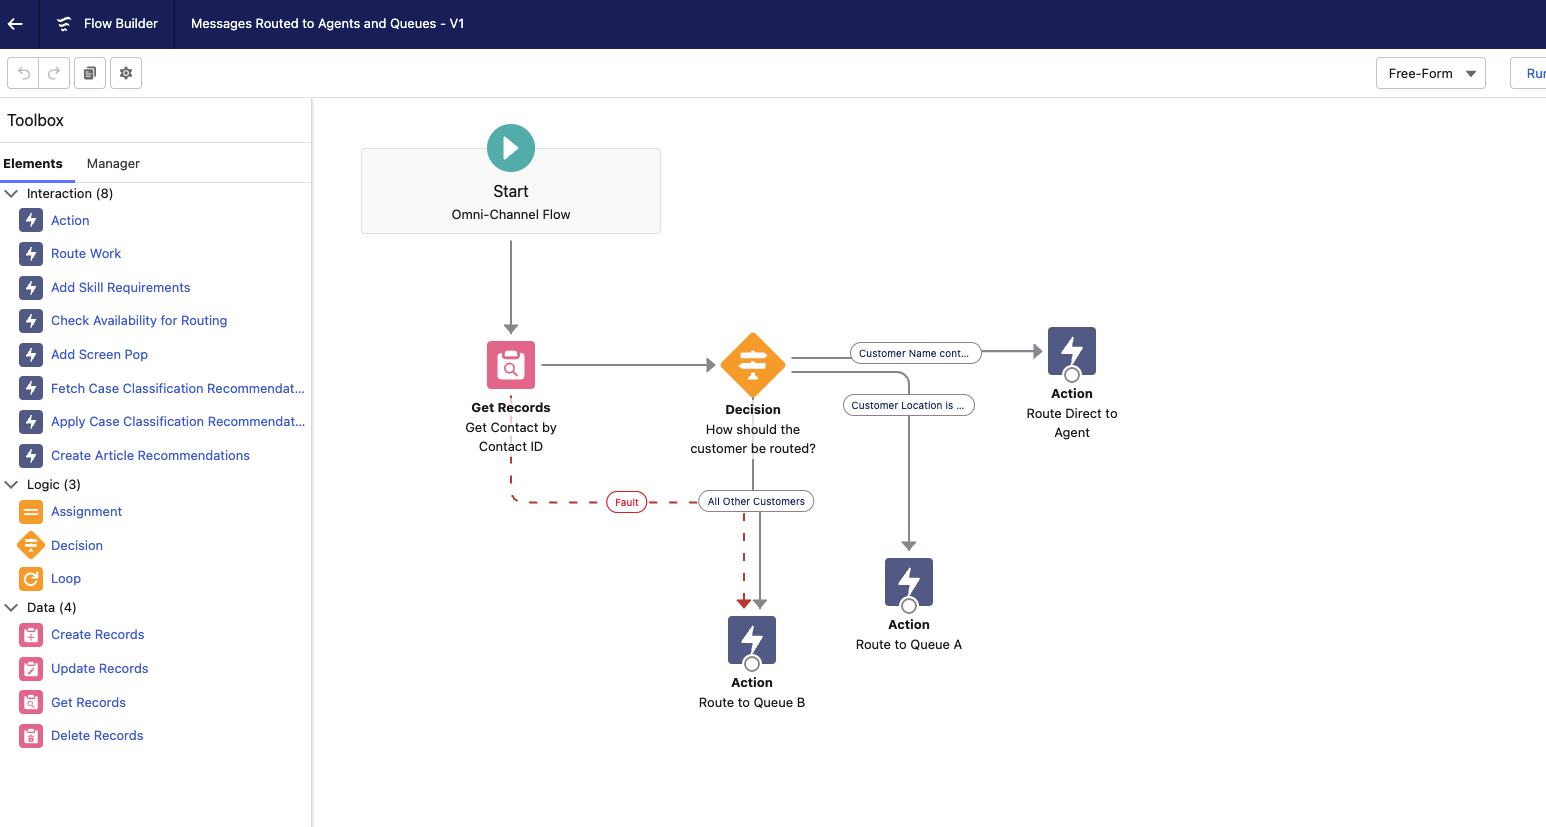 Flow Builder
Messages Routed to Agents and Queues - V1
Free-Form
Toolbox
Elements
Manager
Interaction (8)
Action
Route Work
Add Skill Requirements
Check Availability for Routing
Add Screen Pop
Fetch Case Classification Recommendat...
Apply Case Classification Recommendat...
Create Article Recommendations
Logic (3)
Assignment
Decision
Loop
Data (4)
Create Records
Update Records
Get Records
Delete Records
Start
Omni-Channel Flow
Get Records
Get Contact by
Contact ID
Decision
How should the
customer be routed?
Customer Name cont...
Action
Route Direct to
Agent
Customer Location is ...
Fault
All Other Customers
Action
Route to Queue A
Action
Route to Queue B